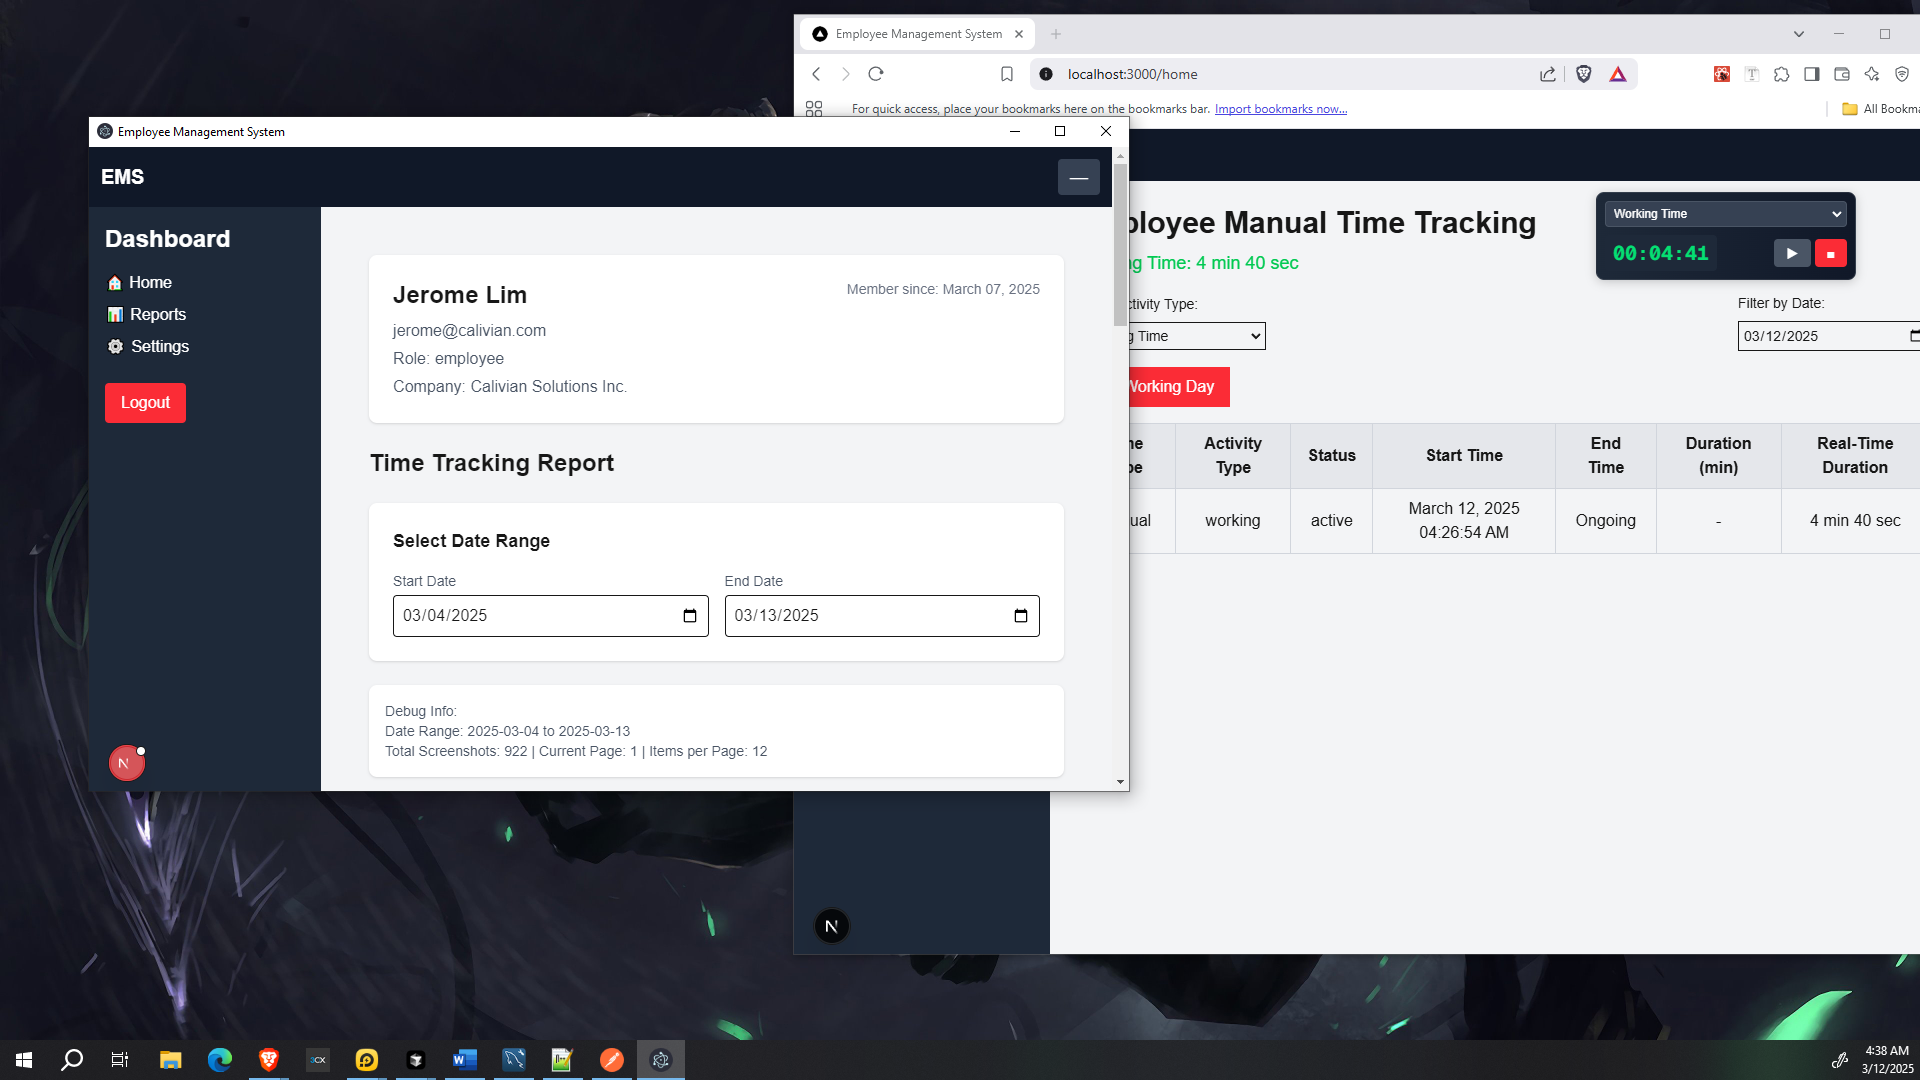 Employee Management System
localhost:3000/home
For quick access, place your bookmarks here on the bookmarks bar. Import bookmarks now...
All Bookma
Employee Management System
EMS
Dashboard
Home
Reports
Settings
Logout
Jerome Lim
Member since: March 07, 2025
jerome@calivian.com
Role: employee
Company: Calivian Solutions Inc.
Time Tracking Report
Select Date Range
Start Date
End Date
03/04/2025
03/13/2025
Debug Info:
Date Range: 2025-03-04 to 2025-03-13
Total Screenshots: 922 | Current Page: 1 | Items per Page: 12
N
ployee Manual Time Tracking
g Time: 4 min 40 sec
Working Time
00:04:41
ctivity Type:
Filter by Date:
g Time
03/12/2025
Working Day
ne
pe
Activity
Type
Status
Start Time
End
Time
Duration
(min)
Real-Time
Duration
ual
working
active
March 12, 2025
04:26:54 AM
Ongoing
-
4 min 40 sec
N
3CX
W
4:38 AM
3/12/2025